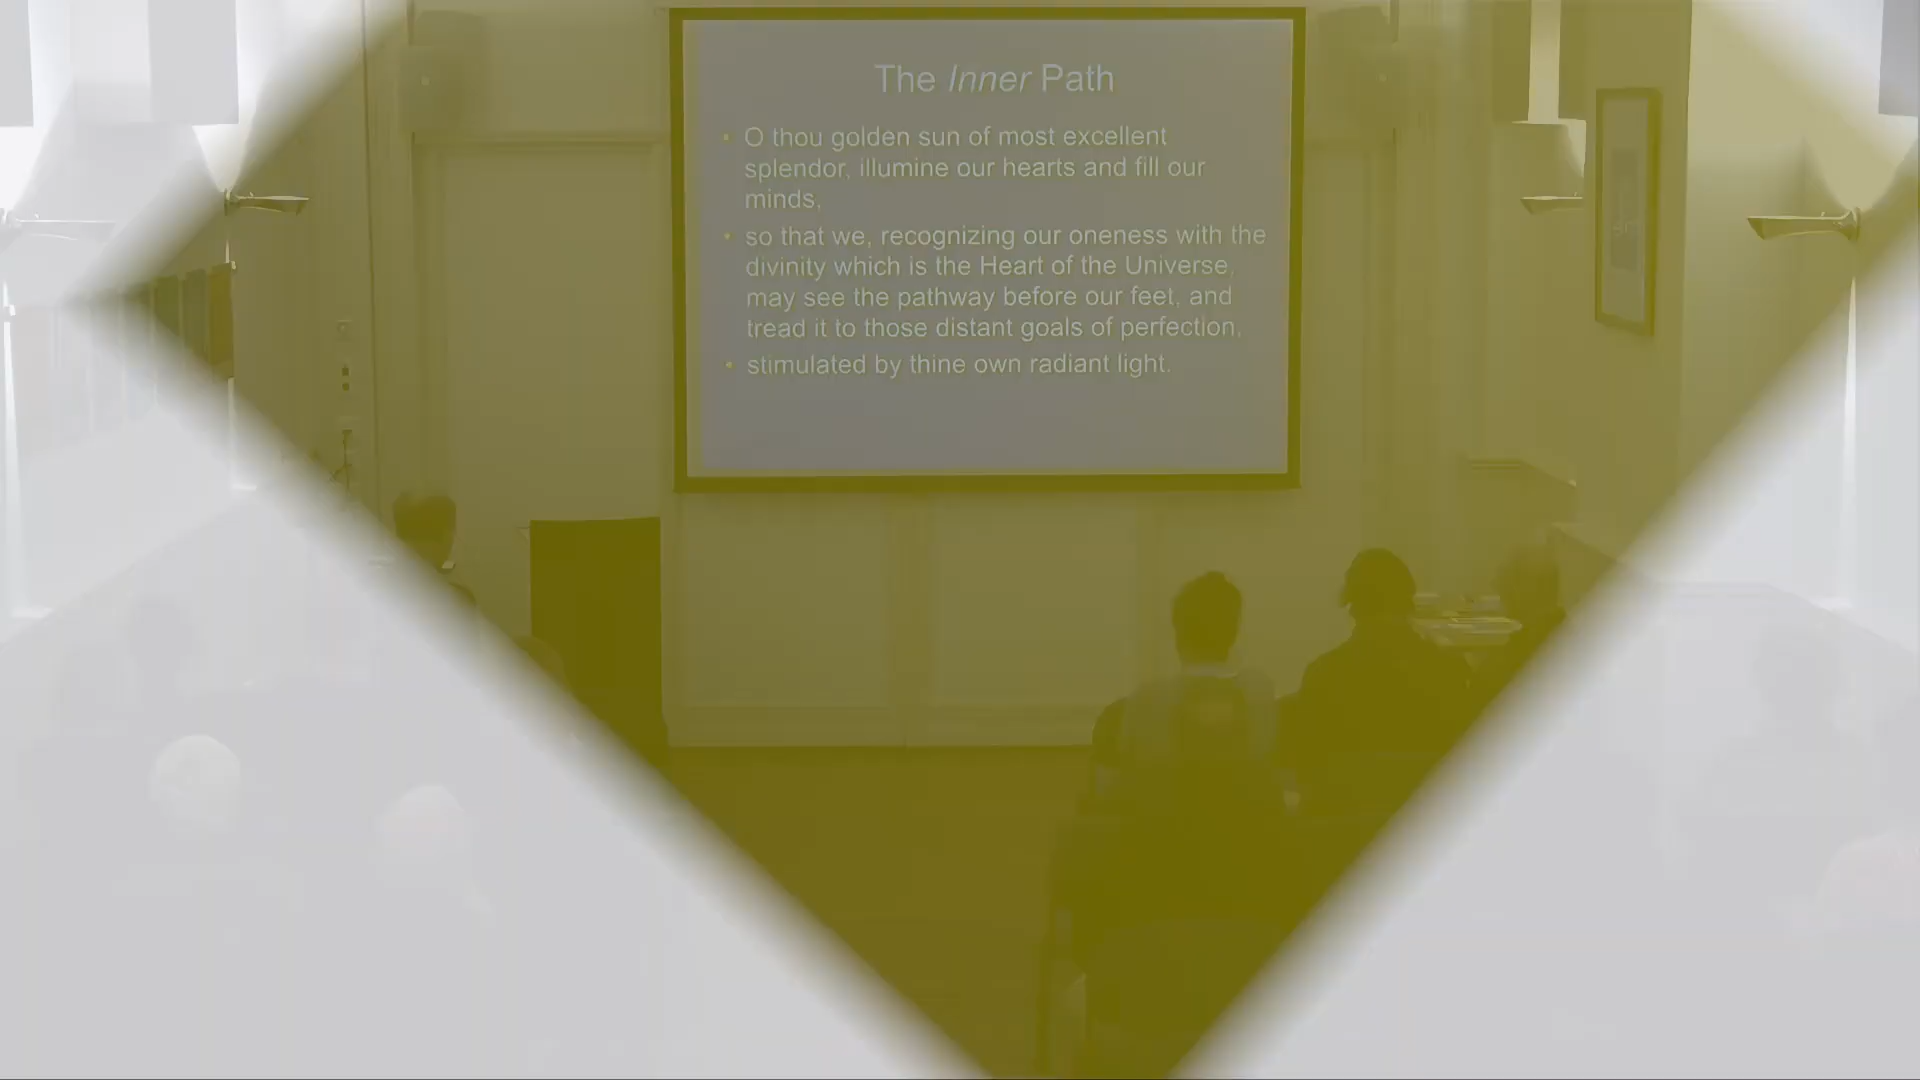 The Inner Path
• O thou golden sun of most excellent
splendor, illumine our hearts and fill our
minds,
• so that we, recognizing our oneness with the
divinity which is the Heart of the Universe,
may see the pathway before our feet, and
tread it to those distant goals of perfection,
• stimulated by thine own radiant light.